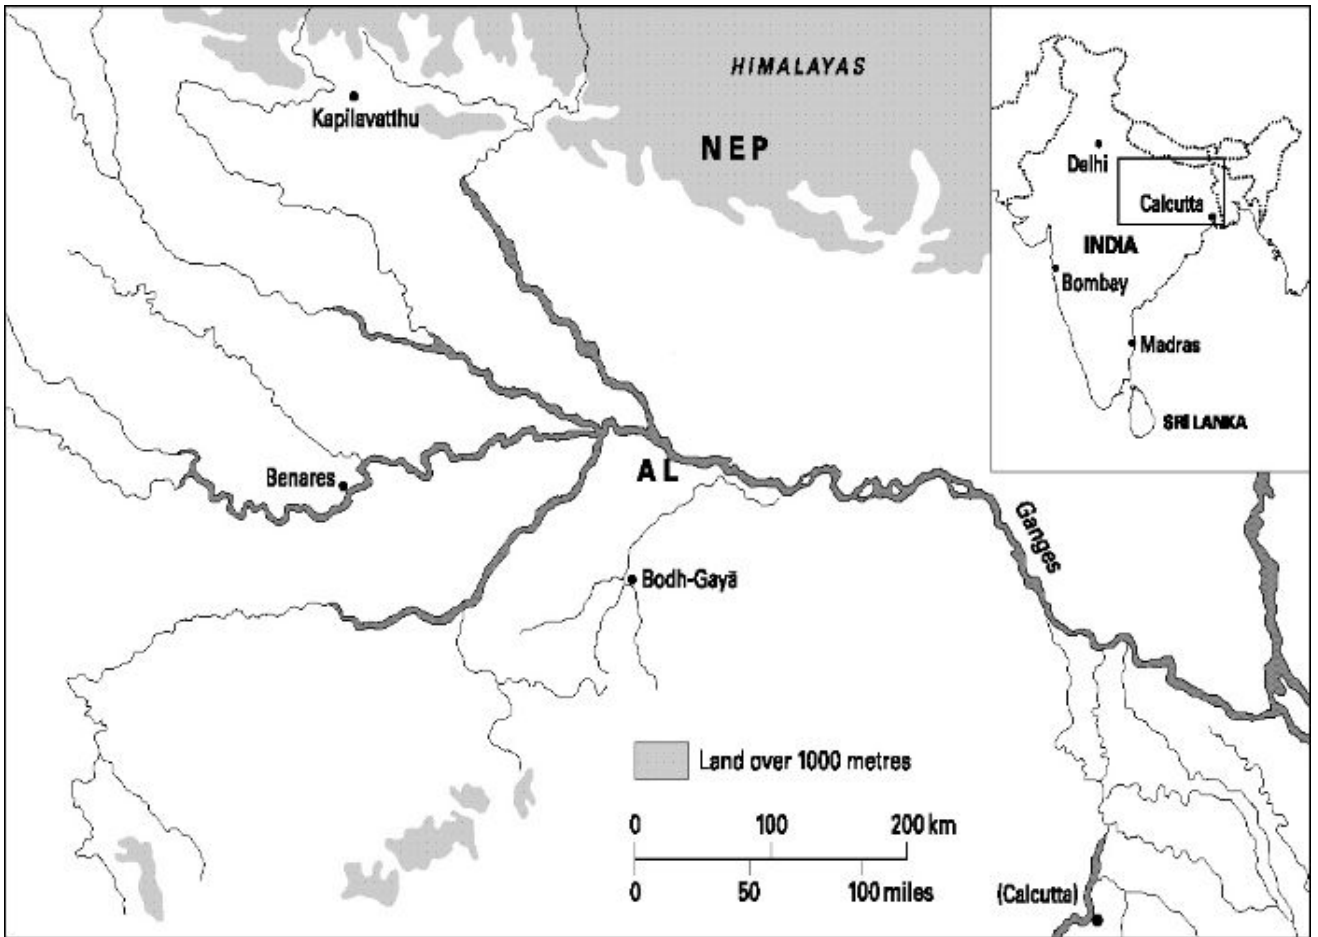 HIMALAYAS
NEP
Kapilavatthu
Delhi
Calcutta
INDIA
Bombay
Madras
SRI LANKA
Benares
AL
Ganges
Bodh-Gayā
Land over 1000 metres
0 100 200 km
0 50 100 miles
(Calcutta)